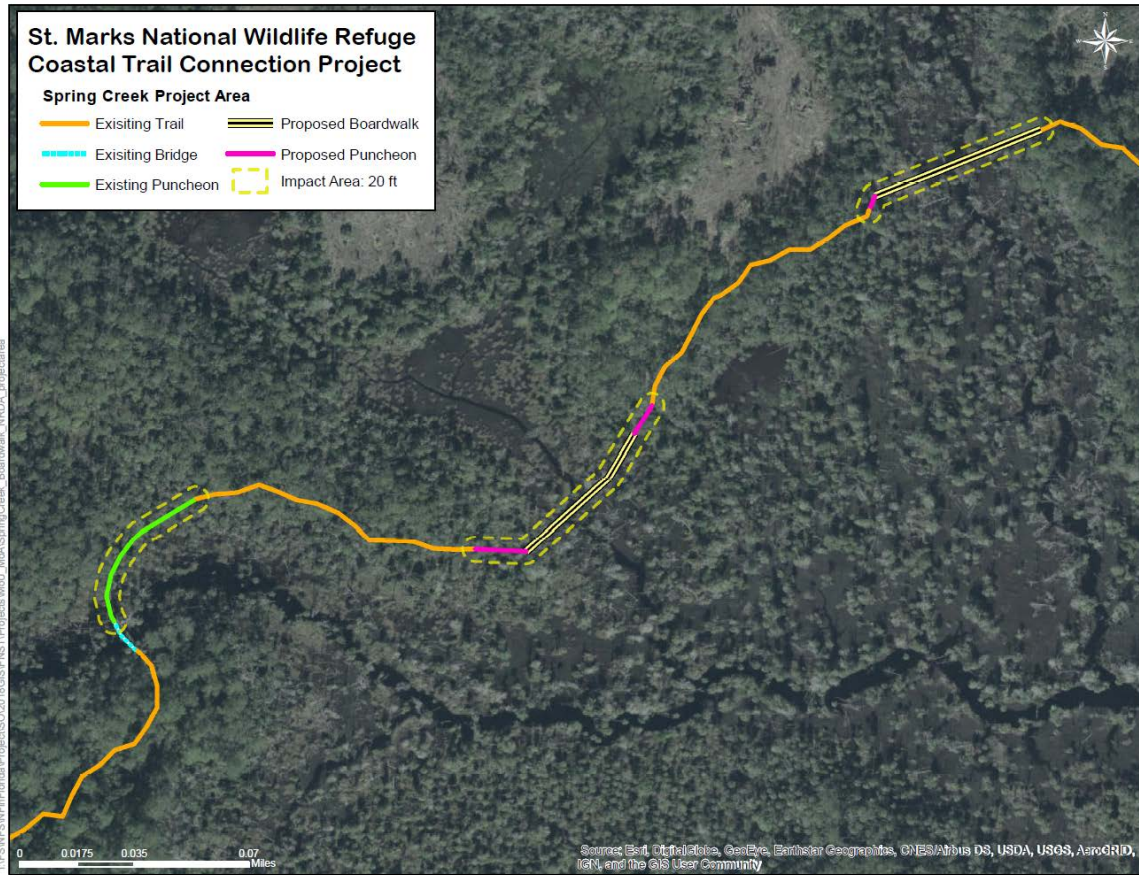 St. Marks National Wildlife Refuge
Coastal Trail Connection Project
Spring Creek Project Area
Exisiting Trail
Exisiting Bridge
Existing Puncheon
Proposed Boardwalk
Proposed Puncheon
Impact Area: 20 ft
N
W
E
S
0 0.0175 0.035 0.07
Miles
Source: Esri, DigitalGlobe, GeoEye, Earthstar Geographics, CNES/Airbus DS, USDA, USGS, AeroGRID,
IGN, and the GIS User Community